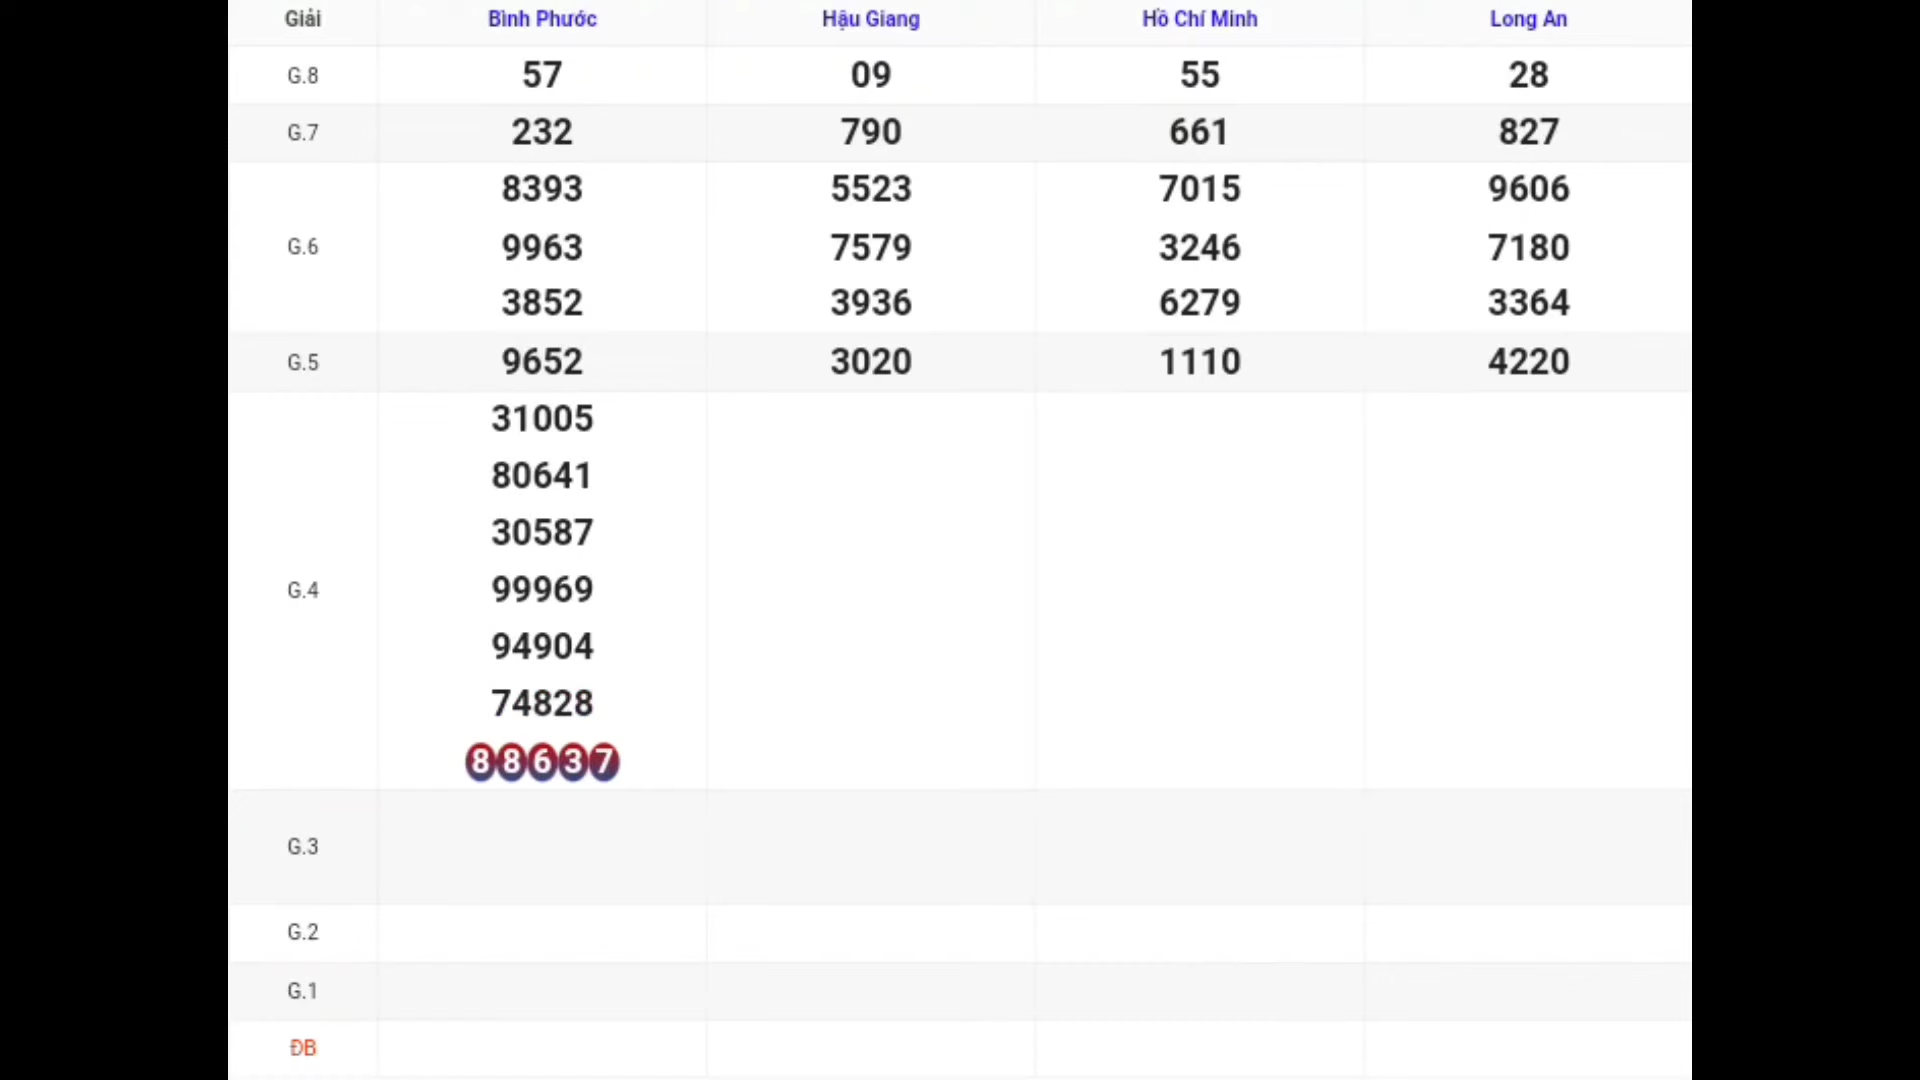 Giải Bình Phước Hậu Giang Hồ Chí Minh Long An
G.8 57 09 55 28
G.7 232 790 661 827
8393 5523 7015 9606
G.6 9963 7579 3246 7180
3852 3936 6279 3364
G.5 9652 3020 1110 4220
31005
80641
30587
G.4 99969
94904
74828
88637
G.3
G.2
G.1
ĐB